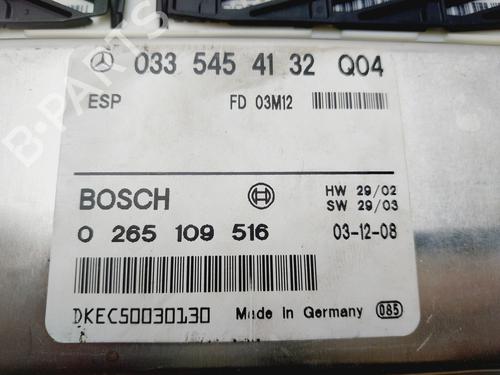 033 545 41 32 Q04
ESP FD 03M12
BOSCH HW 29/02
SW 29/03
0 265 109 516 03-12-08
DKEC50030130 Made in Germany 085
B-PARTS